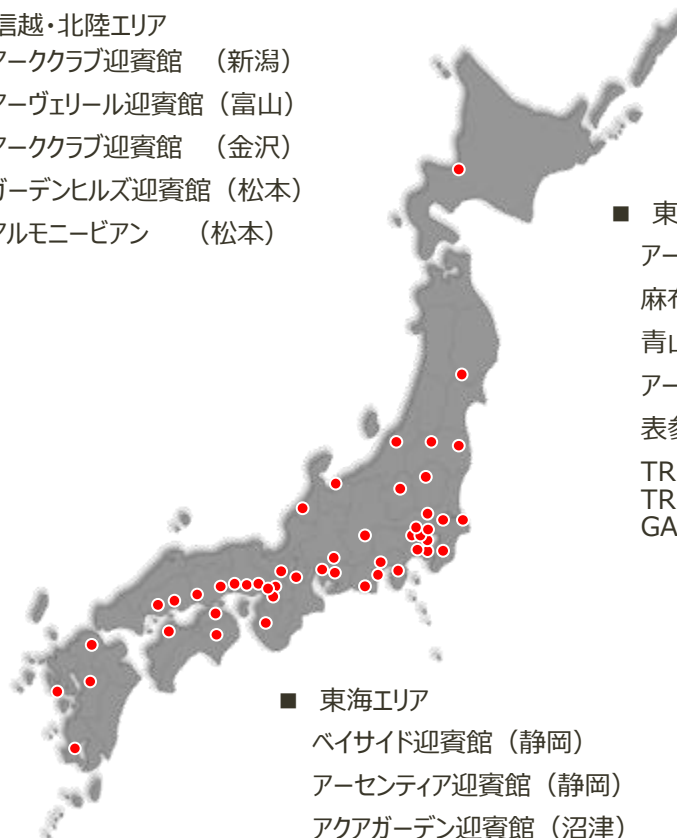 信越・北陸エリア
アーククラブ迎賓館 （新潟）
アーヴェリール迎賓館（富山）
アーククラブ迎賓館 （金沢）
ガーデンヒルズ迎賓館（松本）
アルモニービアン （松本）
■ 東
アー
麻布
青山
アー
表参
TR
TR
GA
■ 東海エリア
ベイサイド迎賓館（静岡）
アーセンティア迎賓館（静岡）
アクアガーデン迎賓館（沼津）